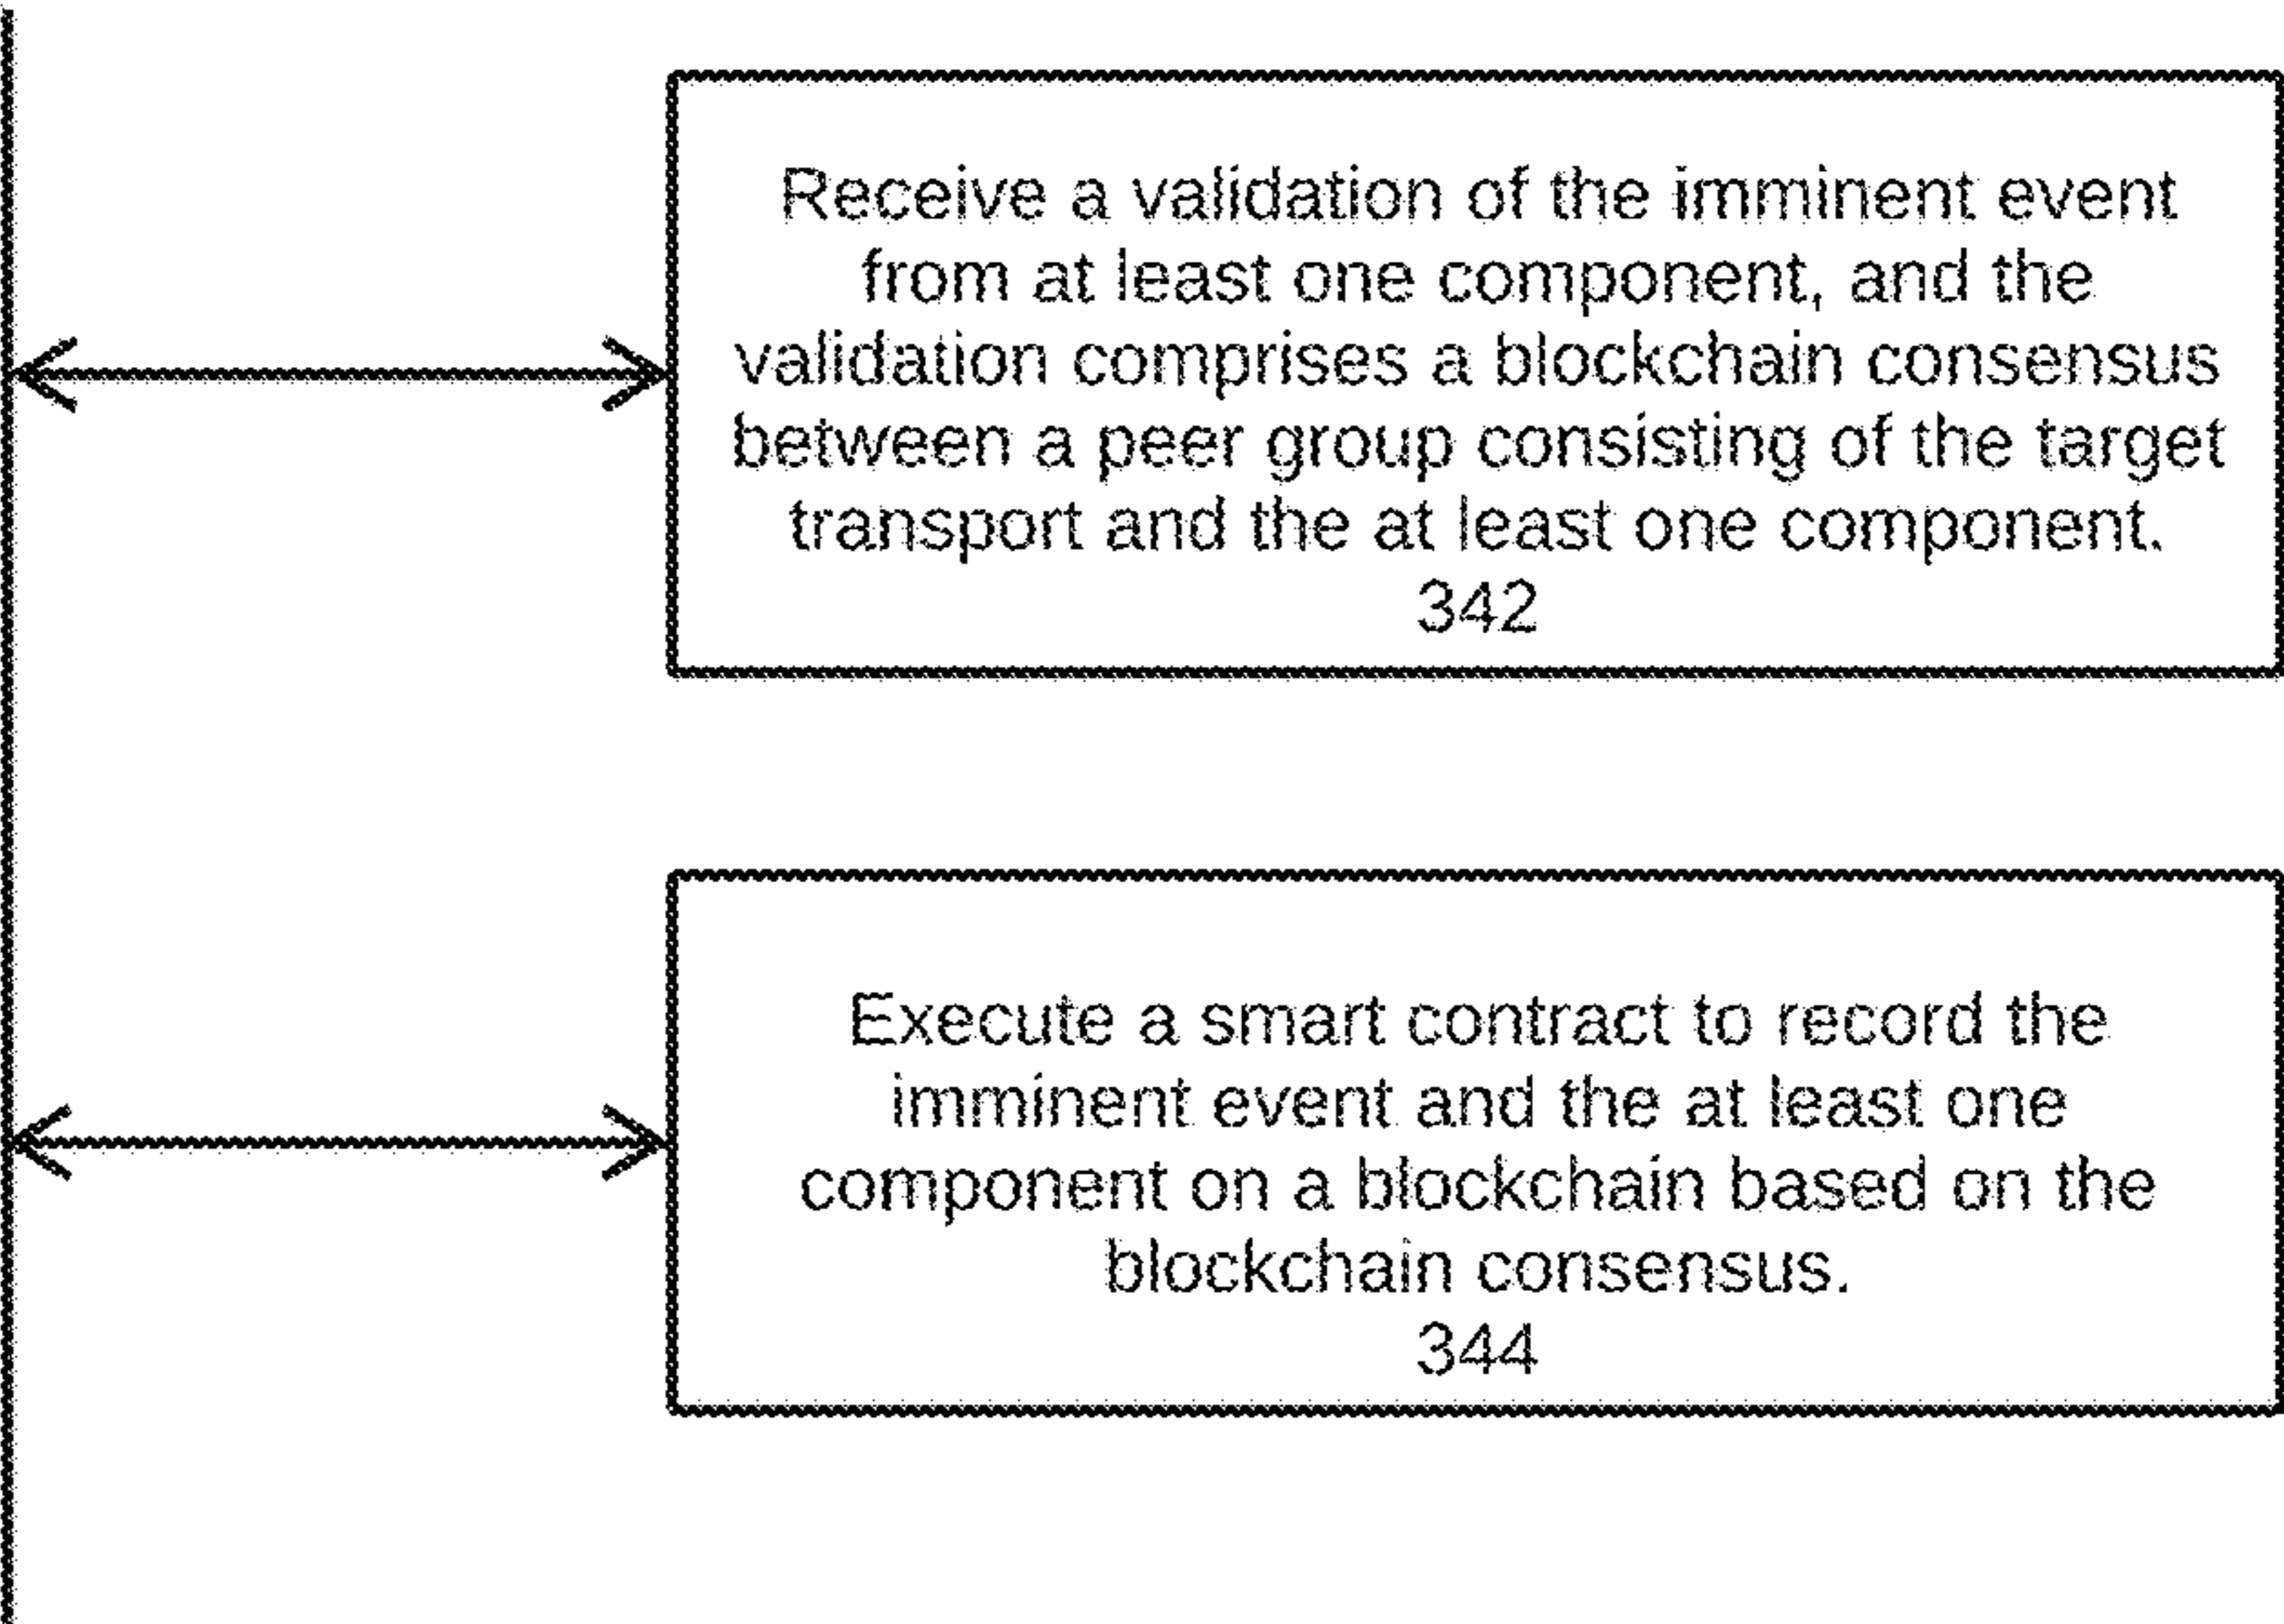 Receive a validation of the imminent event
from at least one component, and the
validation comprises a blockchain consensus
between a peer group consisting of the target
transport and the at least one component.
342
Execute a smart contract to record the
imminent event and the at least one
component on a blockchain based on the
blockchain consensus.
344